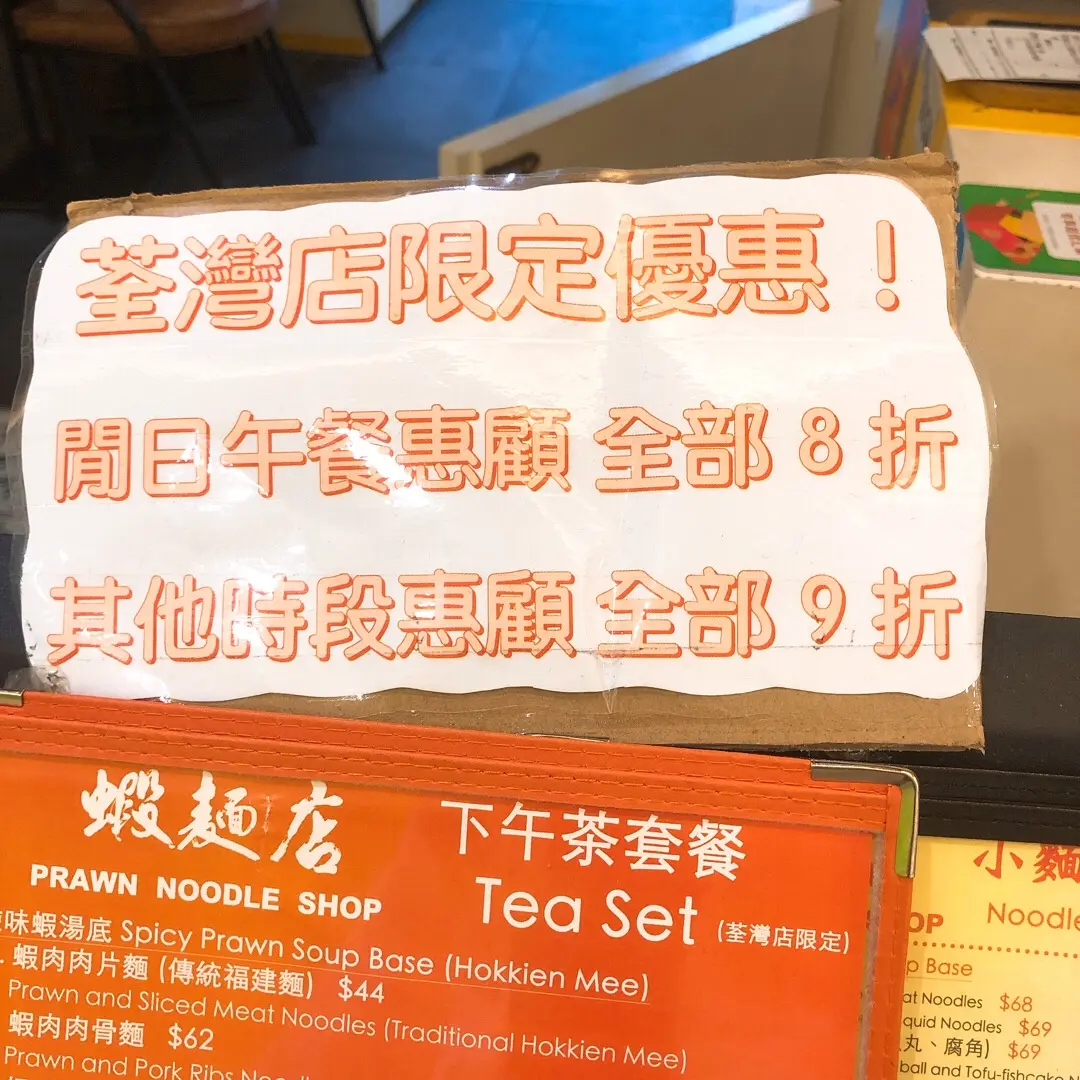 荃灣店限定優惠！
閒日午餐惠顧 全部 8 折
其他時段惠顧 全部 9 折
蝦麵店
PRAWN NOODLE SHOP
下午茶套餐
Tea Set (荃灣店限定)
味蝦湯底 Spicy Prawn Soup Base (Hokkien Mee)
. 蝦肉肉片麵 (傳統福建麵) $44
Prawn and Sliced Meat Noodles (Traditional Hokkien Mee)
蝦肉肉骨麵 $62
Prawn and Pork Ribs
小麵
OP Noodle
p Base
at Noodles $68
quid Noodles $69
丸、腐角) $69
ball and Tofu-fishcake N